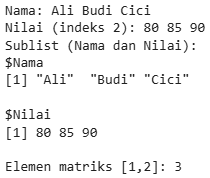 Nama: Ali Budi Cici
Nilai (indeks 2): 80 85 90
Sublist (Nama dan Nilai):
$Nama
[1] "Ali"  "Budi" "Cici"
$Nilai
[1] 80 85 90
Elemen matriks [1,2]: 3